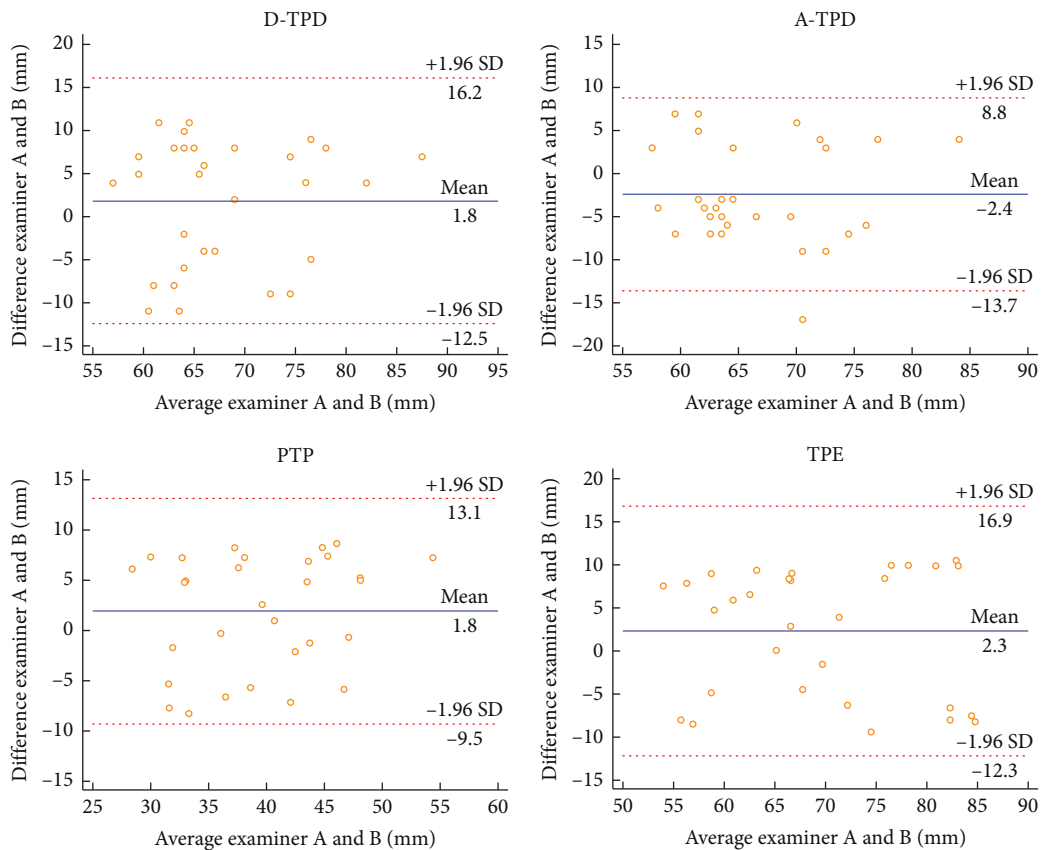 D-TPD
Difference examiner A and B (mm)
20
15
10
5
0
−5
−10
−15
+1.96 SD
16.2
Mean
1.8
−1.96 SD
−12.5
55 60 65 70 75 80 85 90 95
Average examiner A and B (mm)
A-TPD
Difference examiner A and B (mm)
15
10
5
0
−5
−10
−15
−20
+1.96 SD
8.8
Mean
−2.4
−1.96 SD
−13.7
55 60 65 70 75 80 85 90
Average examiner A and B (mm)
PTP
Difference examiner A and B (mm)
15
10
5
0
−5
−10
−15
+1.96 SD
13.1
Mean
1.8
−1.96 SD
−9.5
25 30 35 40 45 50 55 60
Average examiner A and B (mm)
TPE
Difference examiner A and B (mm)
20
15
10
5
0
−5
−10
−15
+1.96 SD
16.9
Mean
2.3
−1.96 SD
−12.3
50 55 60 65 70 75 80 85 90
Average examiner A and B (mm)